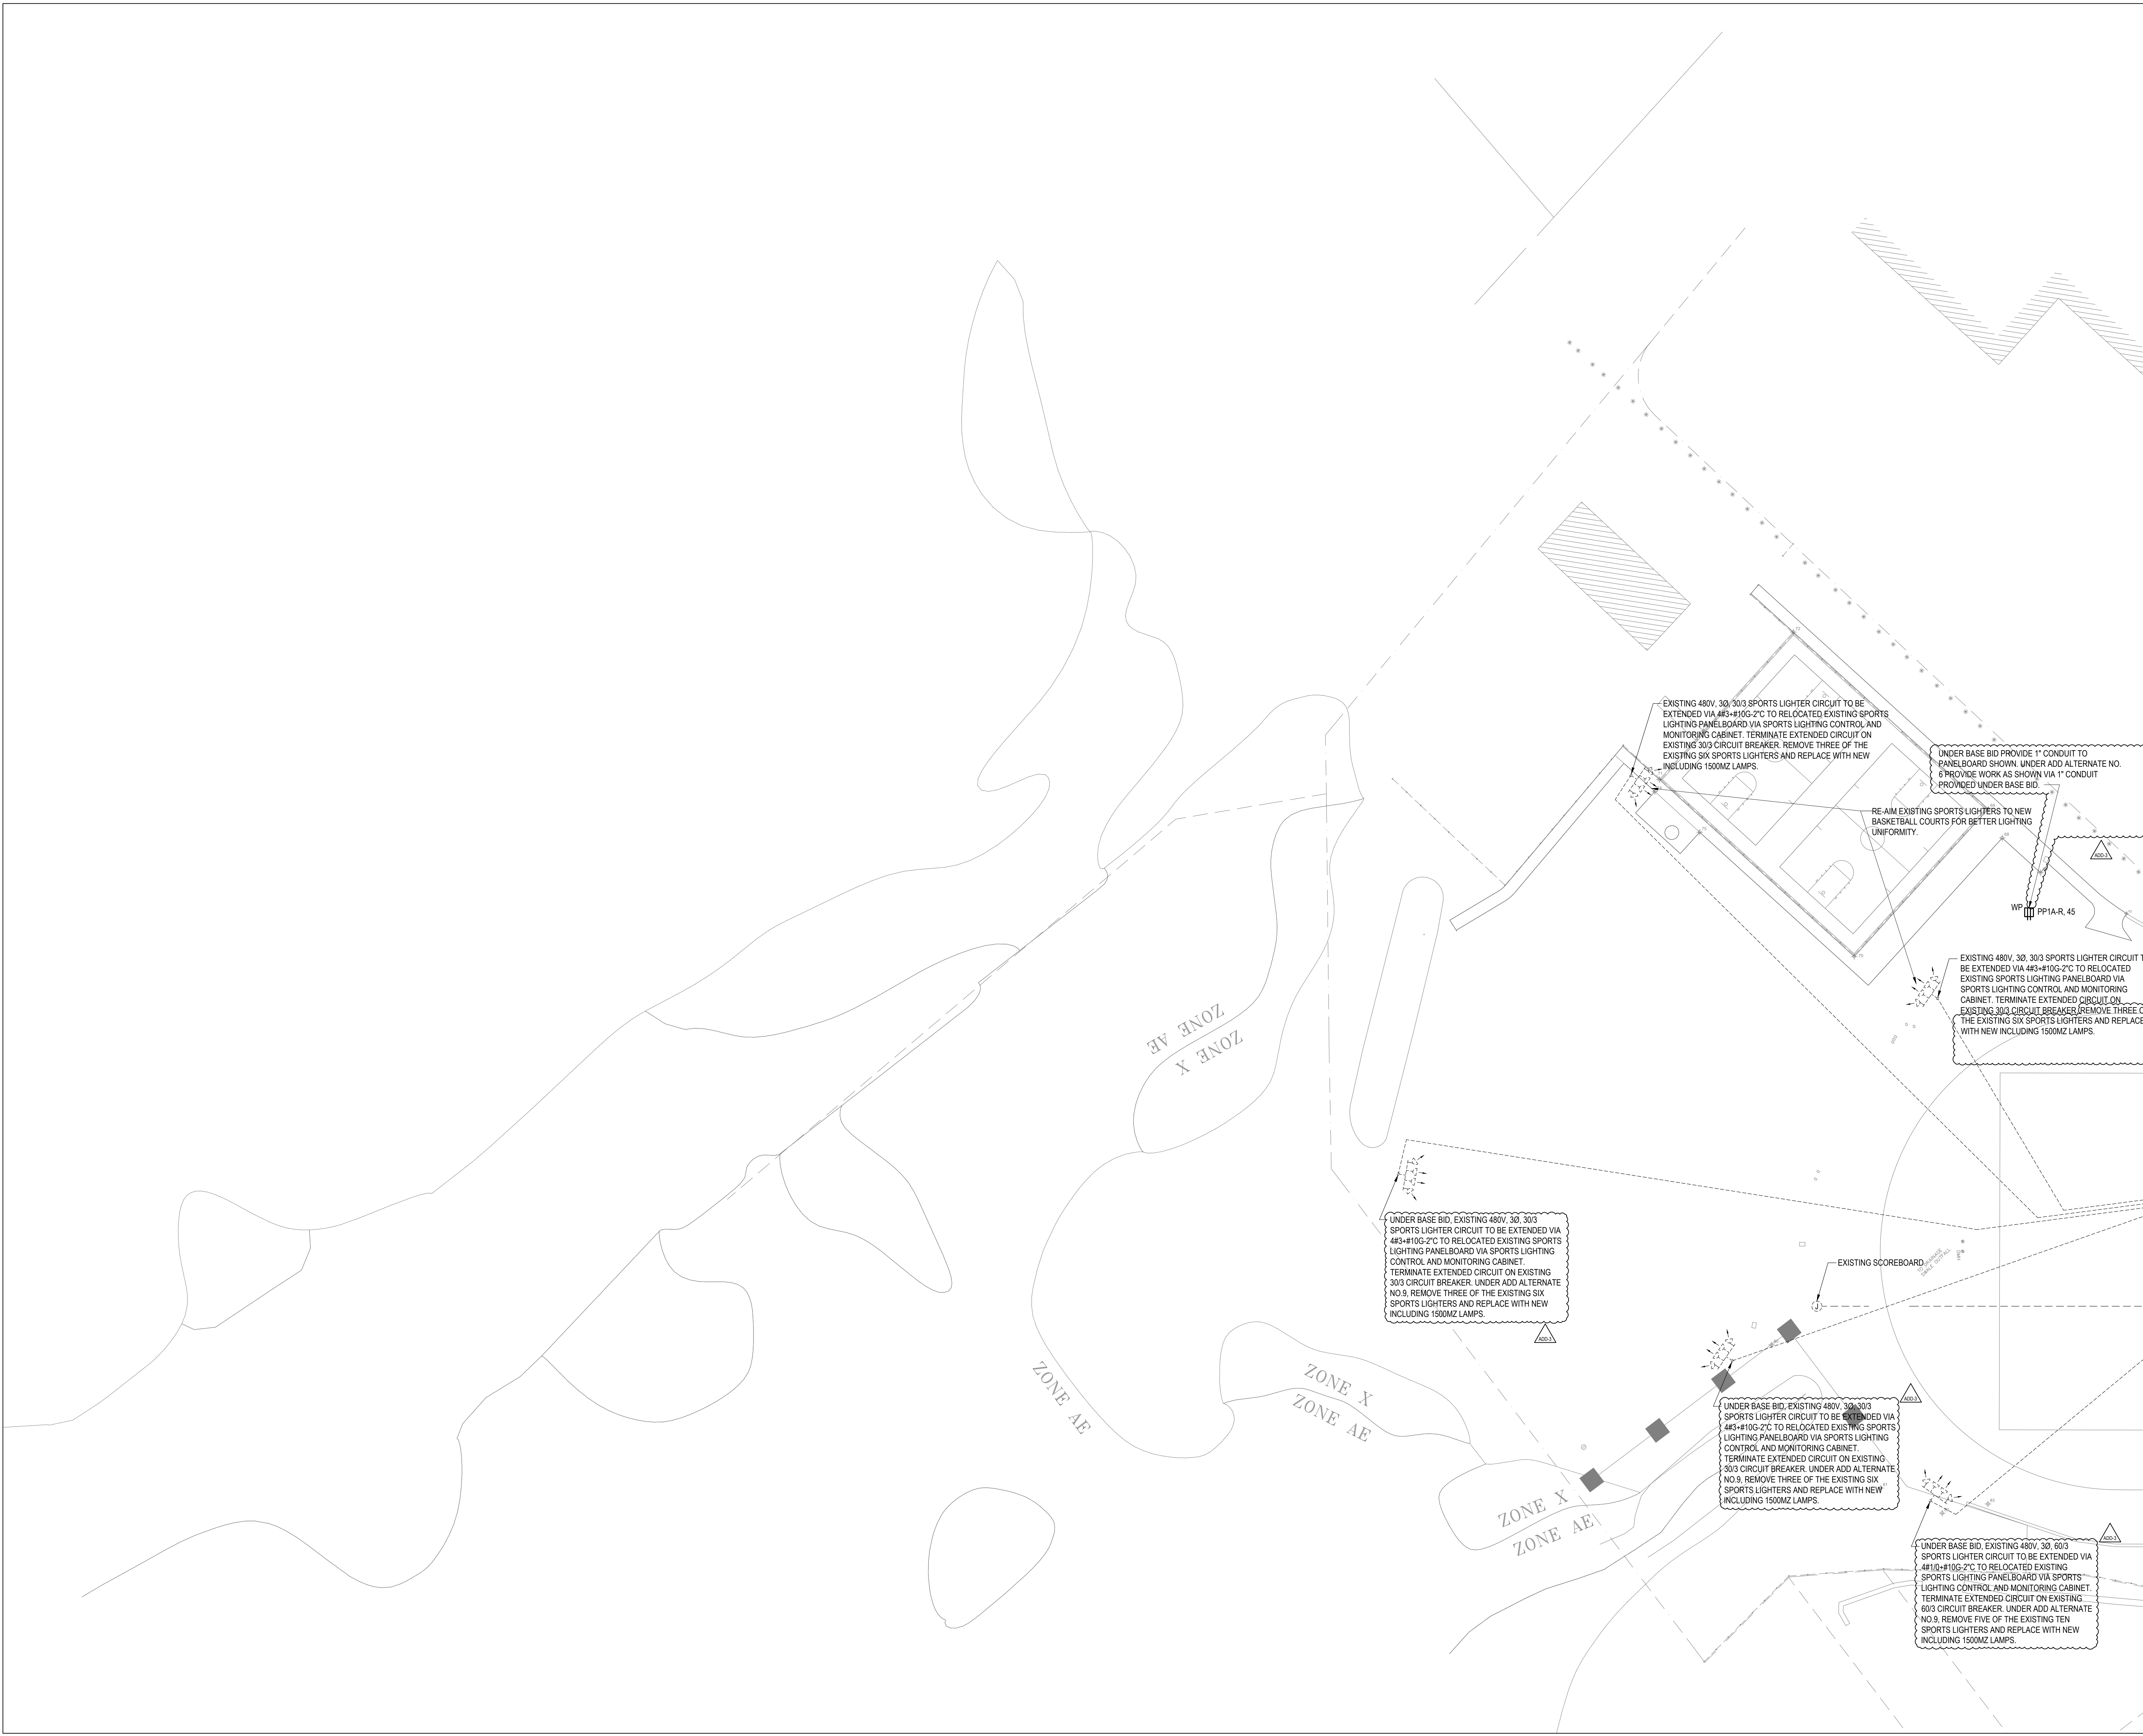 EXISTING 480V, 3Ø, 30/3 SPORTS LIGHTER CIRCUIT TO BE
EXTENDED VIA 4#3+#10G-2"C TO RELOCATED EXISTING SPORTS
LIGHTING PANELBOARD VIA SPORTS LIGHTING CONTROL AND
MONITORING CABINET. TERMINATE EXTENDED CIRCUIT ON
EXISTING 30/3 CIRCUIT BREAKER. REMOVE THREE OF THE
EXISTING SIX SPORTS LIGHTERS AND REPLACE WITH NEW
INCLUDING 1500MZ LAMPS.
UNDER BASE BID PROVIDE 1" CONDUIT TO
PANELBOARD SHOWN. UNDER ADD ALTERNATE NO.
6 PROVIDE WORK AS SHOWN VIA 1" CONDUIT
PROVIDED UNDER BASE BID.
RE-AIM EXISTING SPORTS LIGHTERS TO NEW
BASKETBALL COURTS FOR BETTER LIGHTING
UNIFORMITY.
ADD-3
WP
PP1A-R, 45
EXISTING 480V, 3Ø, 30/3 SPORTS LIGHTER CIRCUIT
BE EXTENDED VIA 4#3+#10G-2"C TO RELOCATED
EXISTING SPORTS LIGHTING PANELBOARD VIA
SPORTS LIGHTING CONTROL AND MONITORING
CABINET. TERMINATE EXTENDED CIRCUIT ON
EXISTING 30/3 CIRCUIT BREAKER. REMOVE THREE
THE EXISTING SIX SPORTS LIGHTERS AND REPLACE
WITH NEW INCLUDING 1500MZ LAMPS.
ZONE AE
ZONE X
UNDER BASE BID, EXISTING 480V, 3Ø, 30/3
SPORTS LIGHTER CIRCUIT TO BE EXTENDED VIA
4#3+#10G-2"C TO RELOCATED EXISTING SPORTS
LIGHTING PANELBOARD VIA SPORTS LIGHTING
CONTROL AND MONITORING CABINET.
TERMINATE EXTENDED CIRCUIT ON EXISTING
30/3 CIRCUIT BREAKER. UNDER ADD ALTERNATE
NO.9, REMOVE THREE OF THE EXISTING SIX
SPORTS LIGHTERS AND REPLACE WITH NEW
INCLUDING 1500MZ LAMPS.
ADD-3
EXISTING SCOREBOARD
J
ZONE AE
ZONE X
ZONE AE
ADD-3
UNDER BASE BID, EXISTING 480V, 3Ø, 30/3
SPORTS LIGHTER CIRCUIT TO BE EXTENDED VIA
4#3+#10G-2"C TO RELOCATED EXISTING SPORTS
LIGHTING PANELBOARD VIA SPORTS LIGHTING
CONTROL AND MONITORING CABINET.
TERMINATE EXTENDED CIRCUIT ON EXISTING
30/3 CIRCUIT BREAKER. UNDER ADD ALTERNATE
NO.9, REMOVE THREE OF THE EXISTING SIX
SPORTS LIGHTERS AND REPLACE WITH NEW
INCLUDING 1500MZ LAMPS.
ZONE X
ZONE AE
ADD-3
UNDER BASE BID, EXISTING 480V, 3Ø, 60/3
SPORTS LIGHTER CIRCUIT TO BE EXTENDED VIA
4#1/0+#10G-2"C TO RELOCATED EXISTING
SPORTS LIGHTING PANELBOARD VIA SPORTS
LIGHTING CONTROL AND MONITORING CABINET.
TERMINATE EXTENDED CIRCUIT ON EXISTING
60/3 CIRCUIT BREAKER. UNDER ADD ALTERNATE
NO.9, REMOVE FIVE OF THE EXISTING TEN
SPORTS LIGHTERS AND REPLACE WITH NEW
INCLUDING 1500MZ LAMPS.